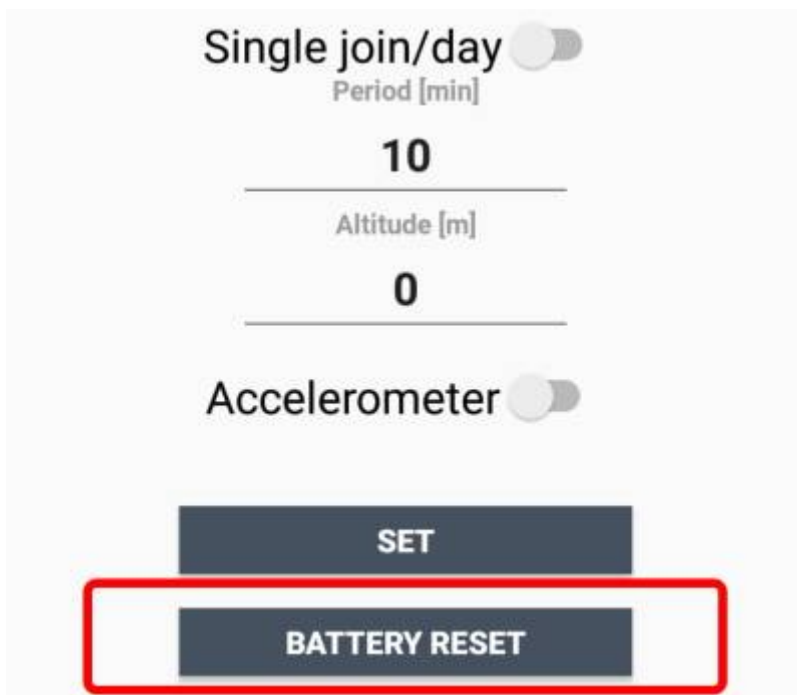 Single join/day
Period [min]
10
Altitude [m]
0
Accelerometer
SET
BATTERY RESET